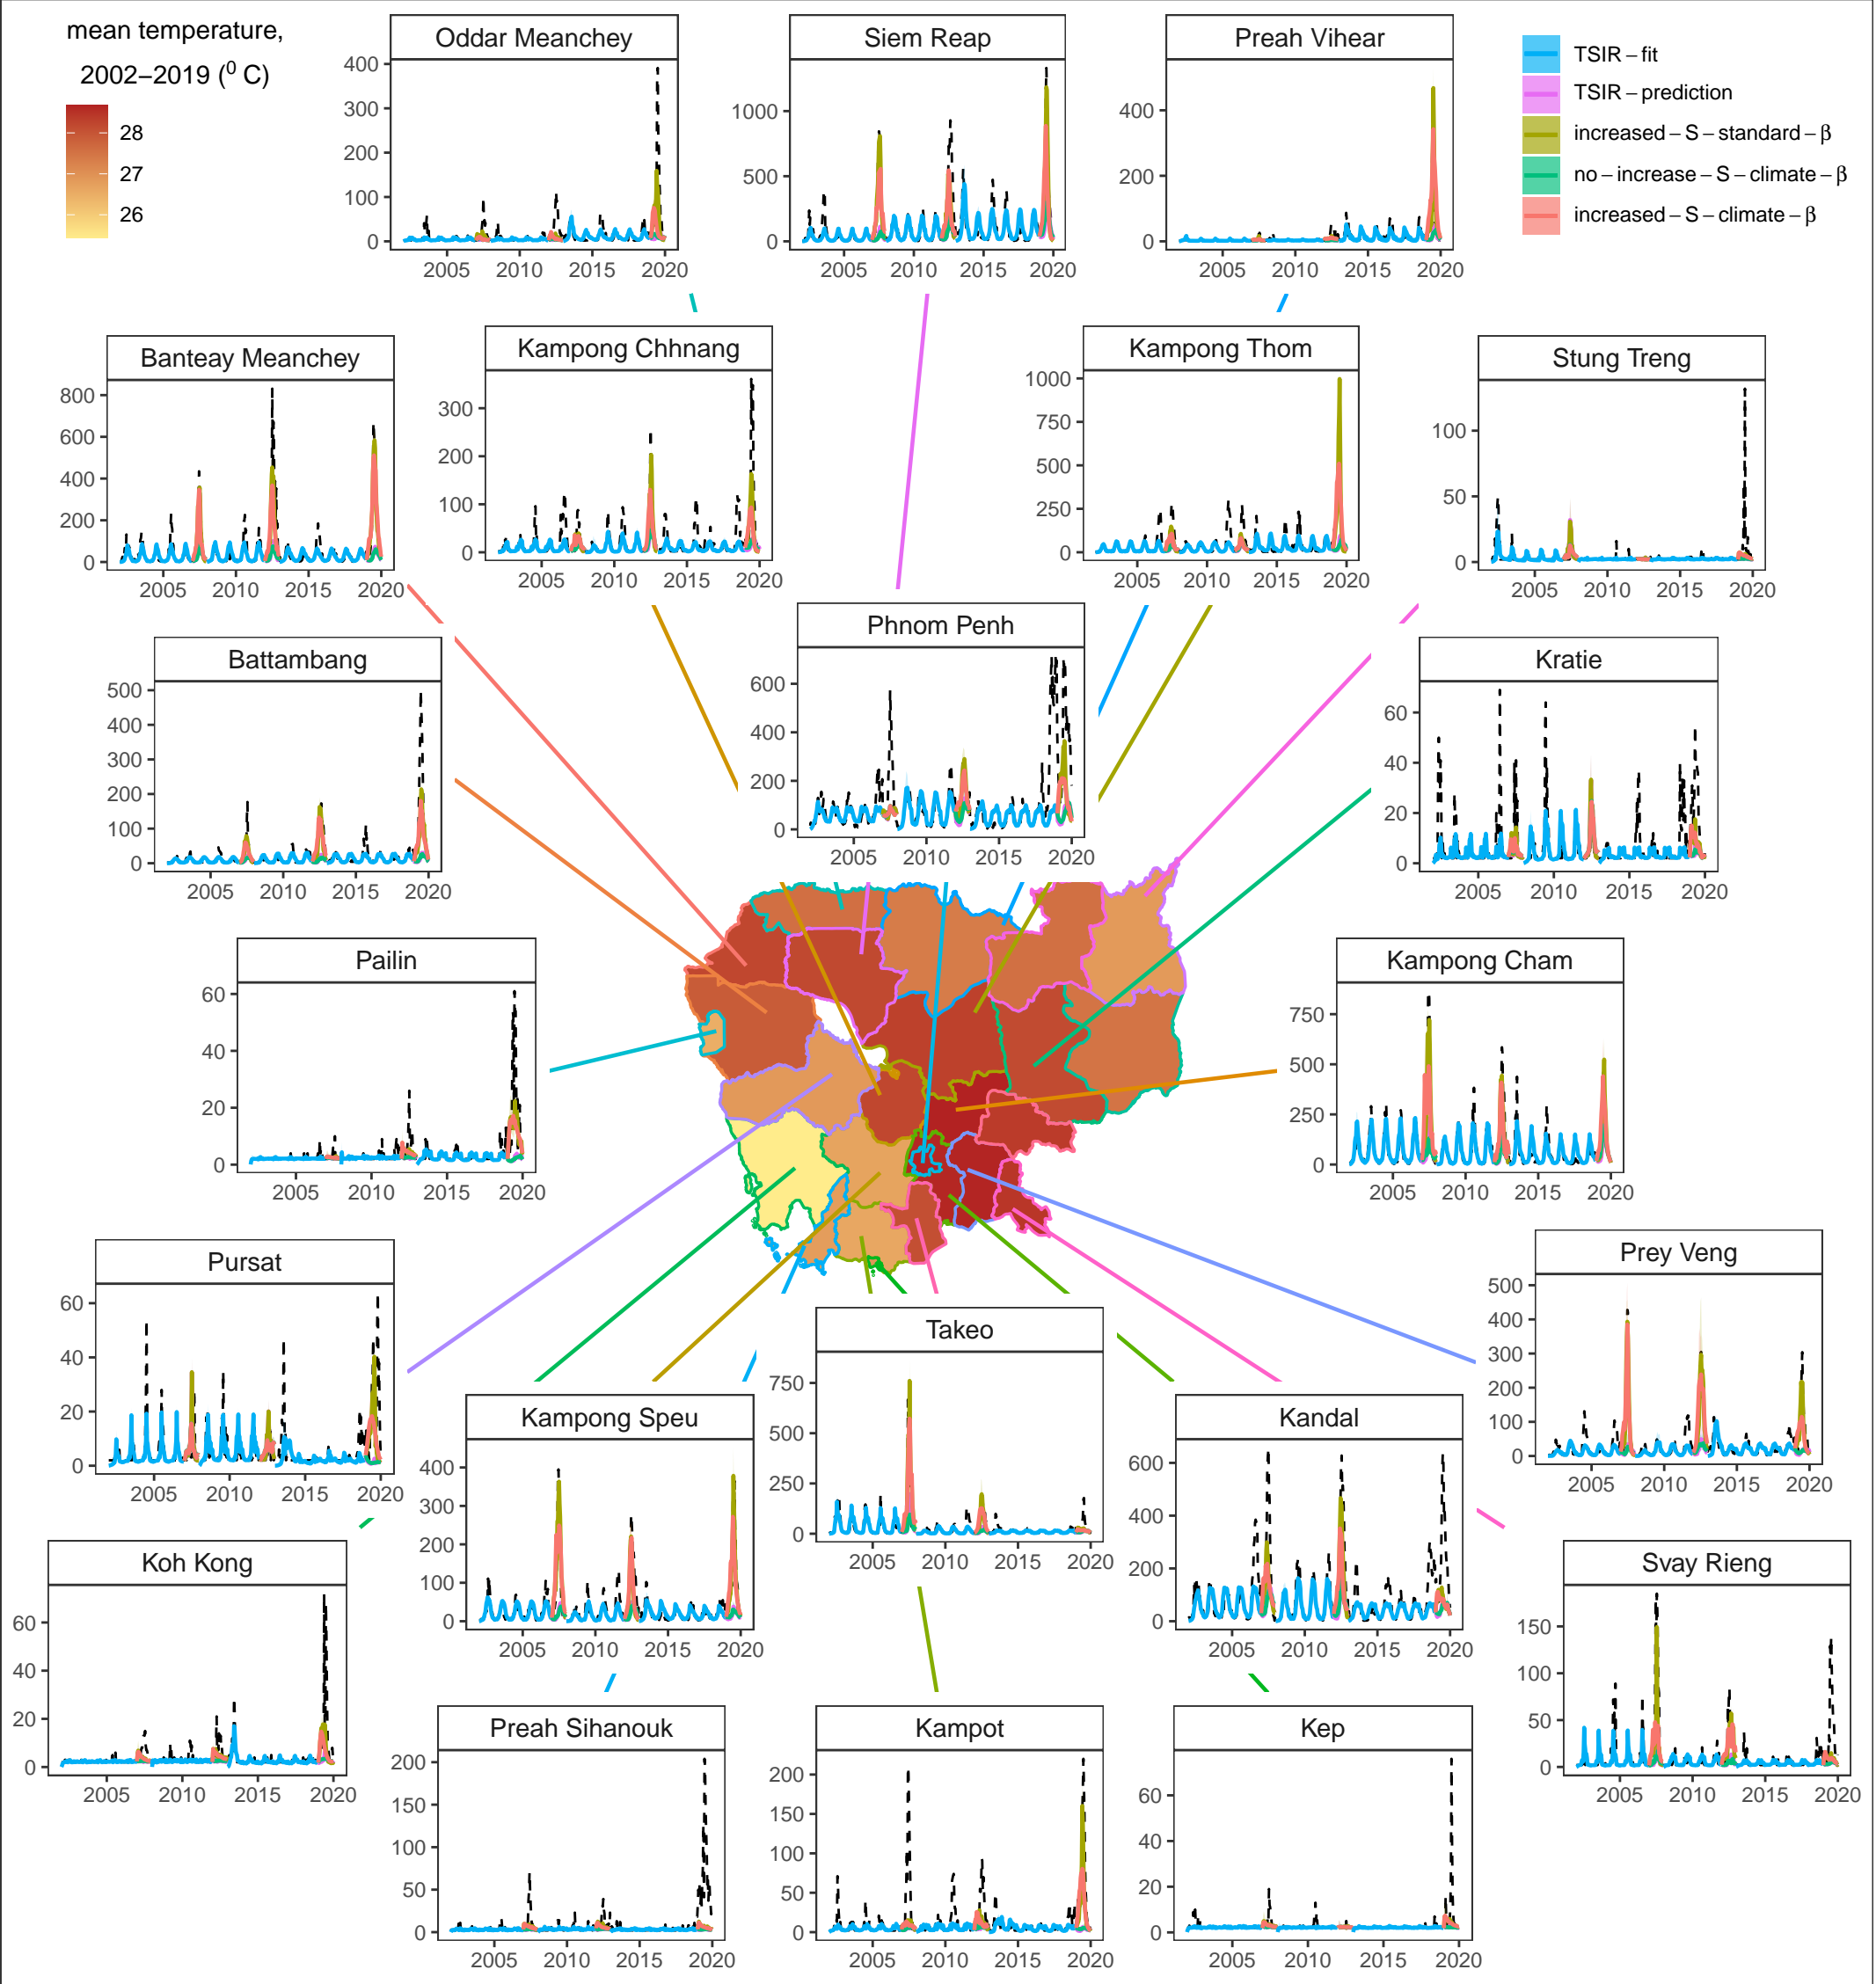 mean temperature,
2002−2019 (⁰ C)
28
27
26
TSIR − fit
TSIR − prediction
increased − S − standard − β
no − increase − S − climate − β
increased − S − climate − β
Oddar Meanchey
400
300
200
100
0
2005 2010 2015 2020
Siem Reap
1000
500
0
2005 2010 2015 2020
Preah Vihear
400
200
0
2005 2010 2015 2020
Banteay Meanchey
800
600
400
200
0
2005 2010 2015 2020
Kampong Chhnang
300
200
100
0
2005 2010 2015 2020
Kampong Thom
1000
750
500
250
0
2005 2010 2015 2020
Stung Treng
100
50
0
2005 2010 2015 2020
Battambang
500
400
300
200
100
0
2005 2010 2015 2020
Phnom Penh
600
400
200
0
2005 2010 2015 2020
Kratie
60
40
20
0
2005 2010 2015 2020
Pailin
60
40
20
0
2005 2010 2015 2020
Kampong Cham
750
500
250
0
2005 2010 2015 2020
Pursat
60
40
20
0
2005 2010 2015 2020
Prey Veng
500
400
300
200
100
0
2005 2010 2015 2020
Kampong Speu
400
300
200
100
0
2005 2010 2015 2020
Takeo
750
500
250
0
2005 2010 2015 2020
Kandal
600
400
200
0
2005 2010 2015 2020
Koh Kong
60
40
20
0
2005 2010 2015 2020
Svay Rieng
150
100
50
0
2005 2010 2015 2020
Preah Sihanouk
200
150
100
50
0
2005 2010 2015 2020
Kampot
200
150
100
50
0
2005 2010 2015 2020
Kep
60
40
20
0
2005 2010 2015 2020